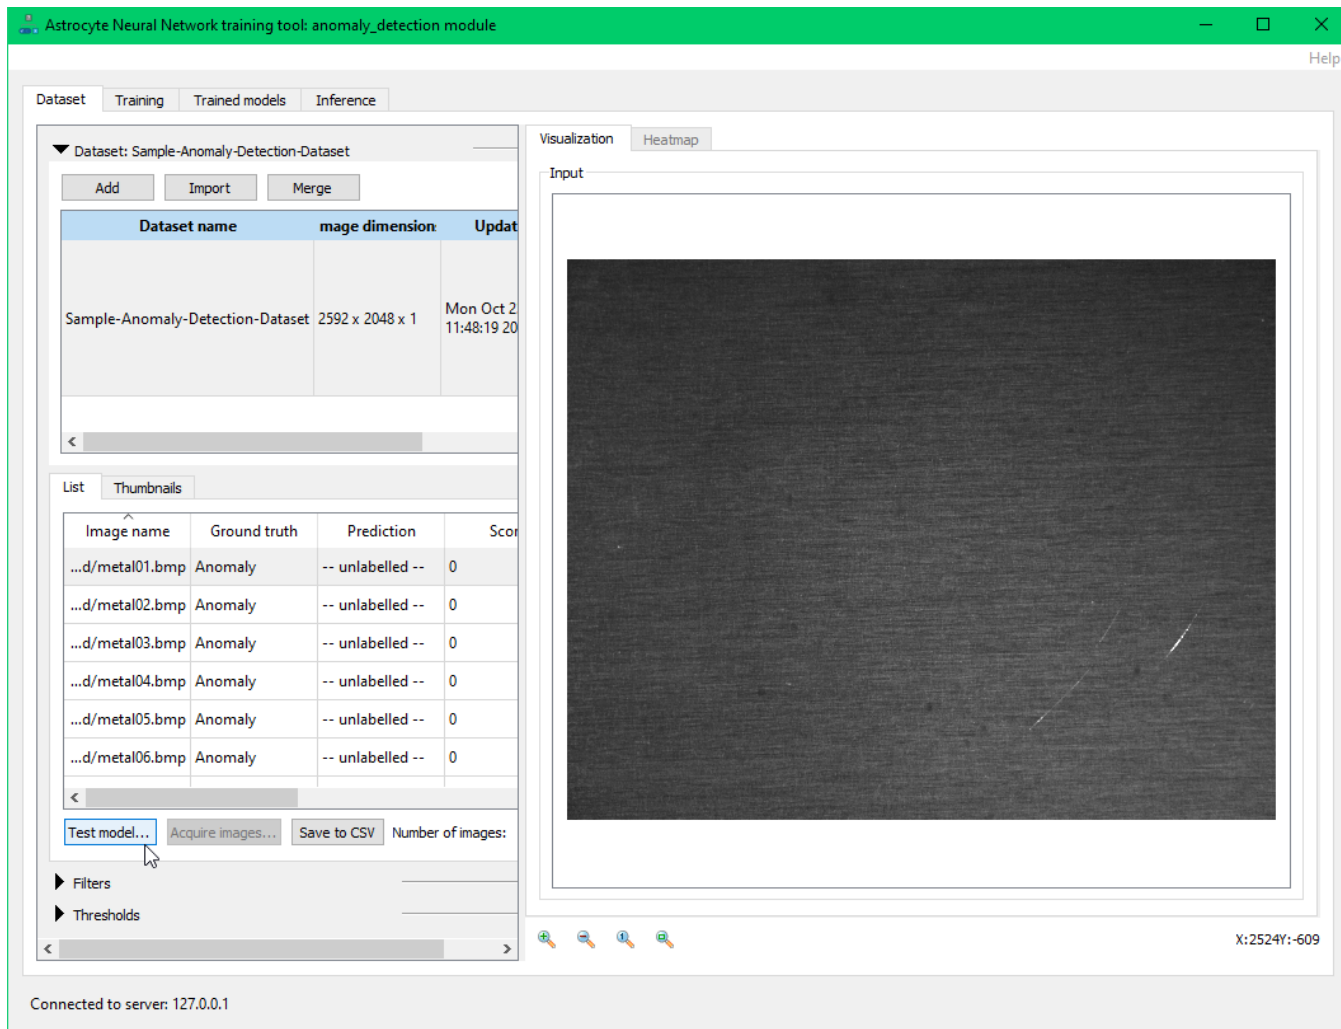 Astrocyte Neural Network training tool: anomaly_detection module
Help
Dataset Training Trained models Inference
Dataset: Sample-Anomaly-Detection-Dataset
Add Import Merge
Dataset name mage dimension Updat
Sample-Anomaly-Detection-Dataset 2592 x 2048 x 1 Mon Oct 2
11:48:19 20
List Thumbnails
Image name Ground truth Prediction Scor
...d/metal01.bmp Anomaly -- unlabelled -- 0
...d/metal02.bmp Anomaly -- unlabelled -- 0
...d/metal03.bmp Anomaly -- unlabelled -- 0
...d/metal04.bmp Anomaly -- unlabelled -- 0
...d/metal05.bmp Anomaly -- unlabelled -- 0
...d/metal06.bmp Anomaly -- unlabelled -- 0
Test model... Acquire images... Save to CSV Number of images:
Filters
Thresholds
Visualization Heatmap
Input
X:2524Y:-609
Connected to server: 127.0.0.1